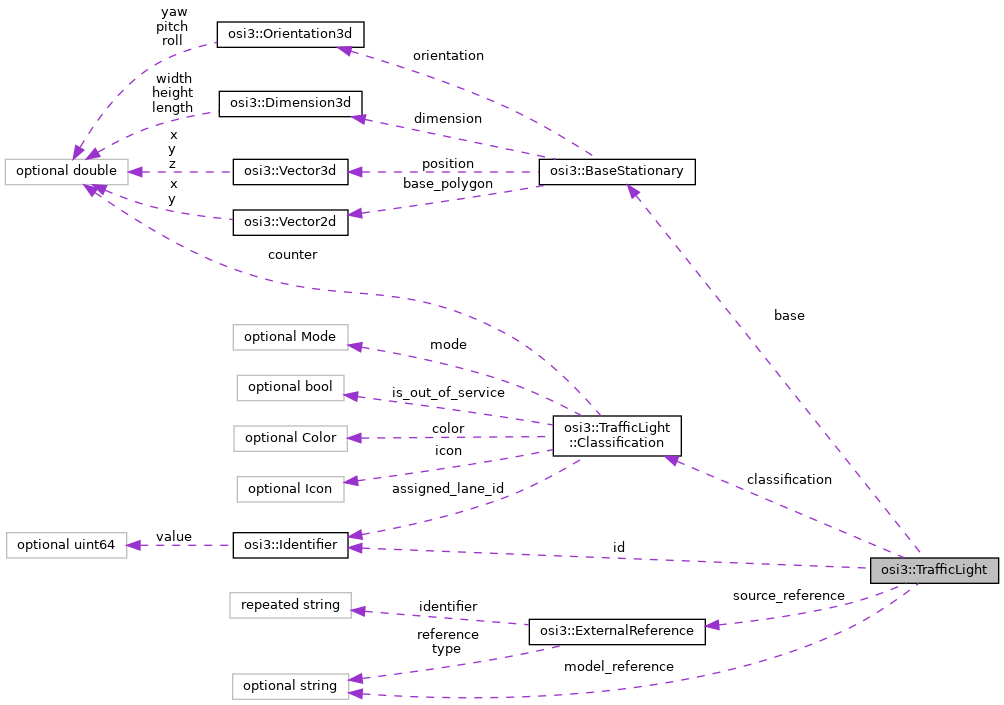 yaw
pitch
roll
osi3::Orientation3d
orientation
width
height
length
osi3::Dimension3d
dimension
x
y
z
optional double
osi3::Vector3d
position
osi3::BaseStationary
base_polygon
x
y
osi3::Vector2d
counter
base
optional Mode
mode
optional bool
is_out_of_service
optional Color
color
osi3::TrafficLight
::Classification
icon
optional Icon
assigned_lane_id
classification
optional uint64
value
osi3::Identifier
id
osi3::TrafficLight
source_reference
repeated string
identifier
osi3::ExternalReference
reference
type
model_reference
optional string